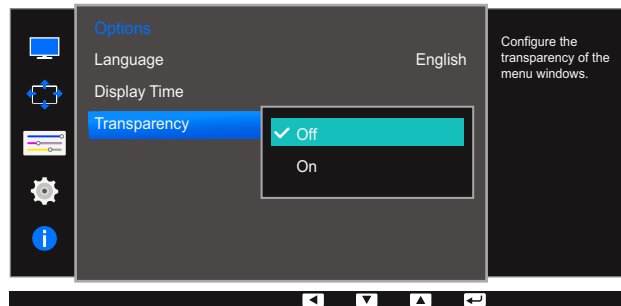 Options
Language English
Display Time
Transparency
Off
On
Configure the
transparency of the
menu windows.